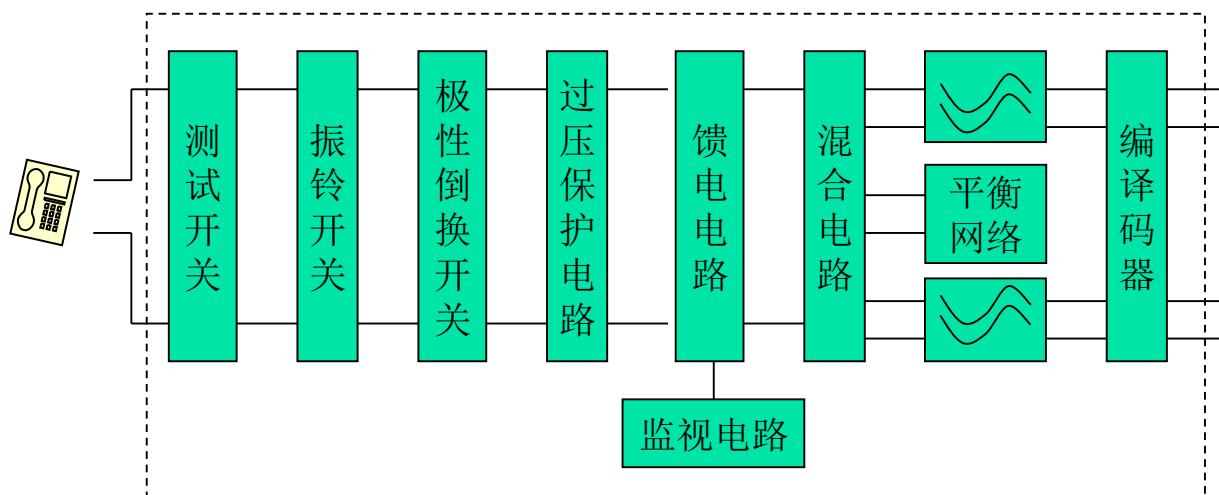 测试开关
振铃开关
极性倒换开关
过压保护电路
馈电电路
混合电路
平衡
网络
编译码器
监视电路